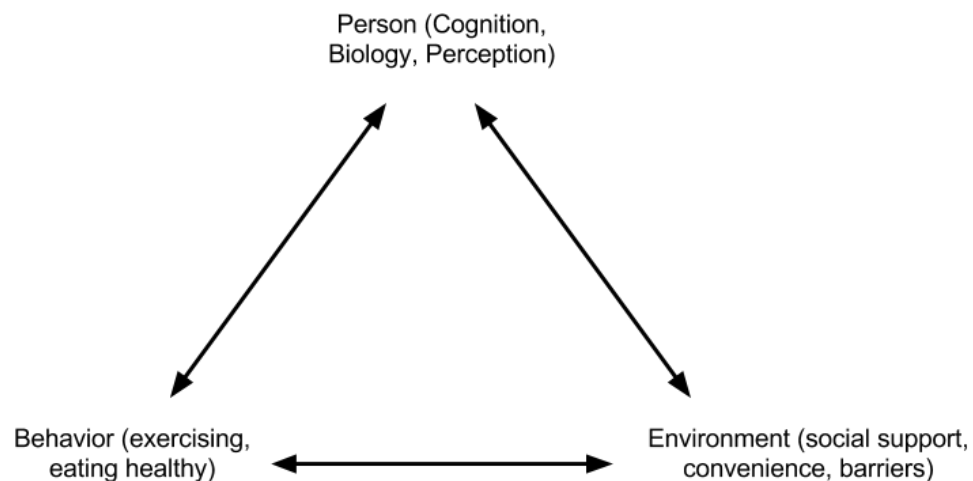 Person (Cognition,
Biology, Perception)
Behavior (exercising,
eating healthy)
Environment (social support,
convenience, barriers)